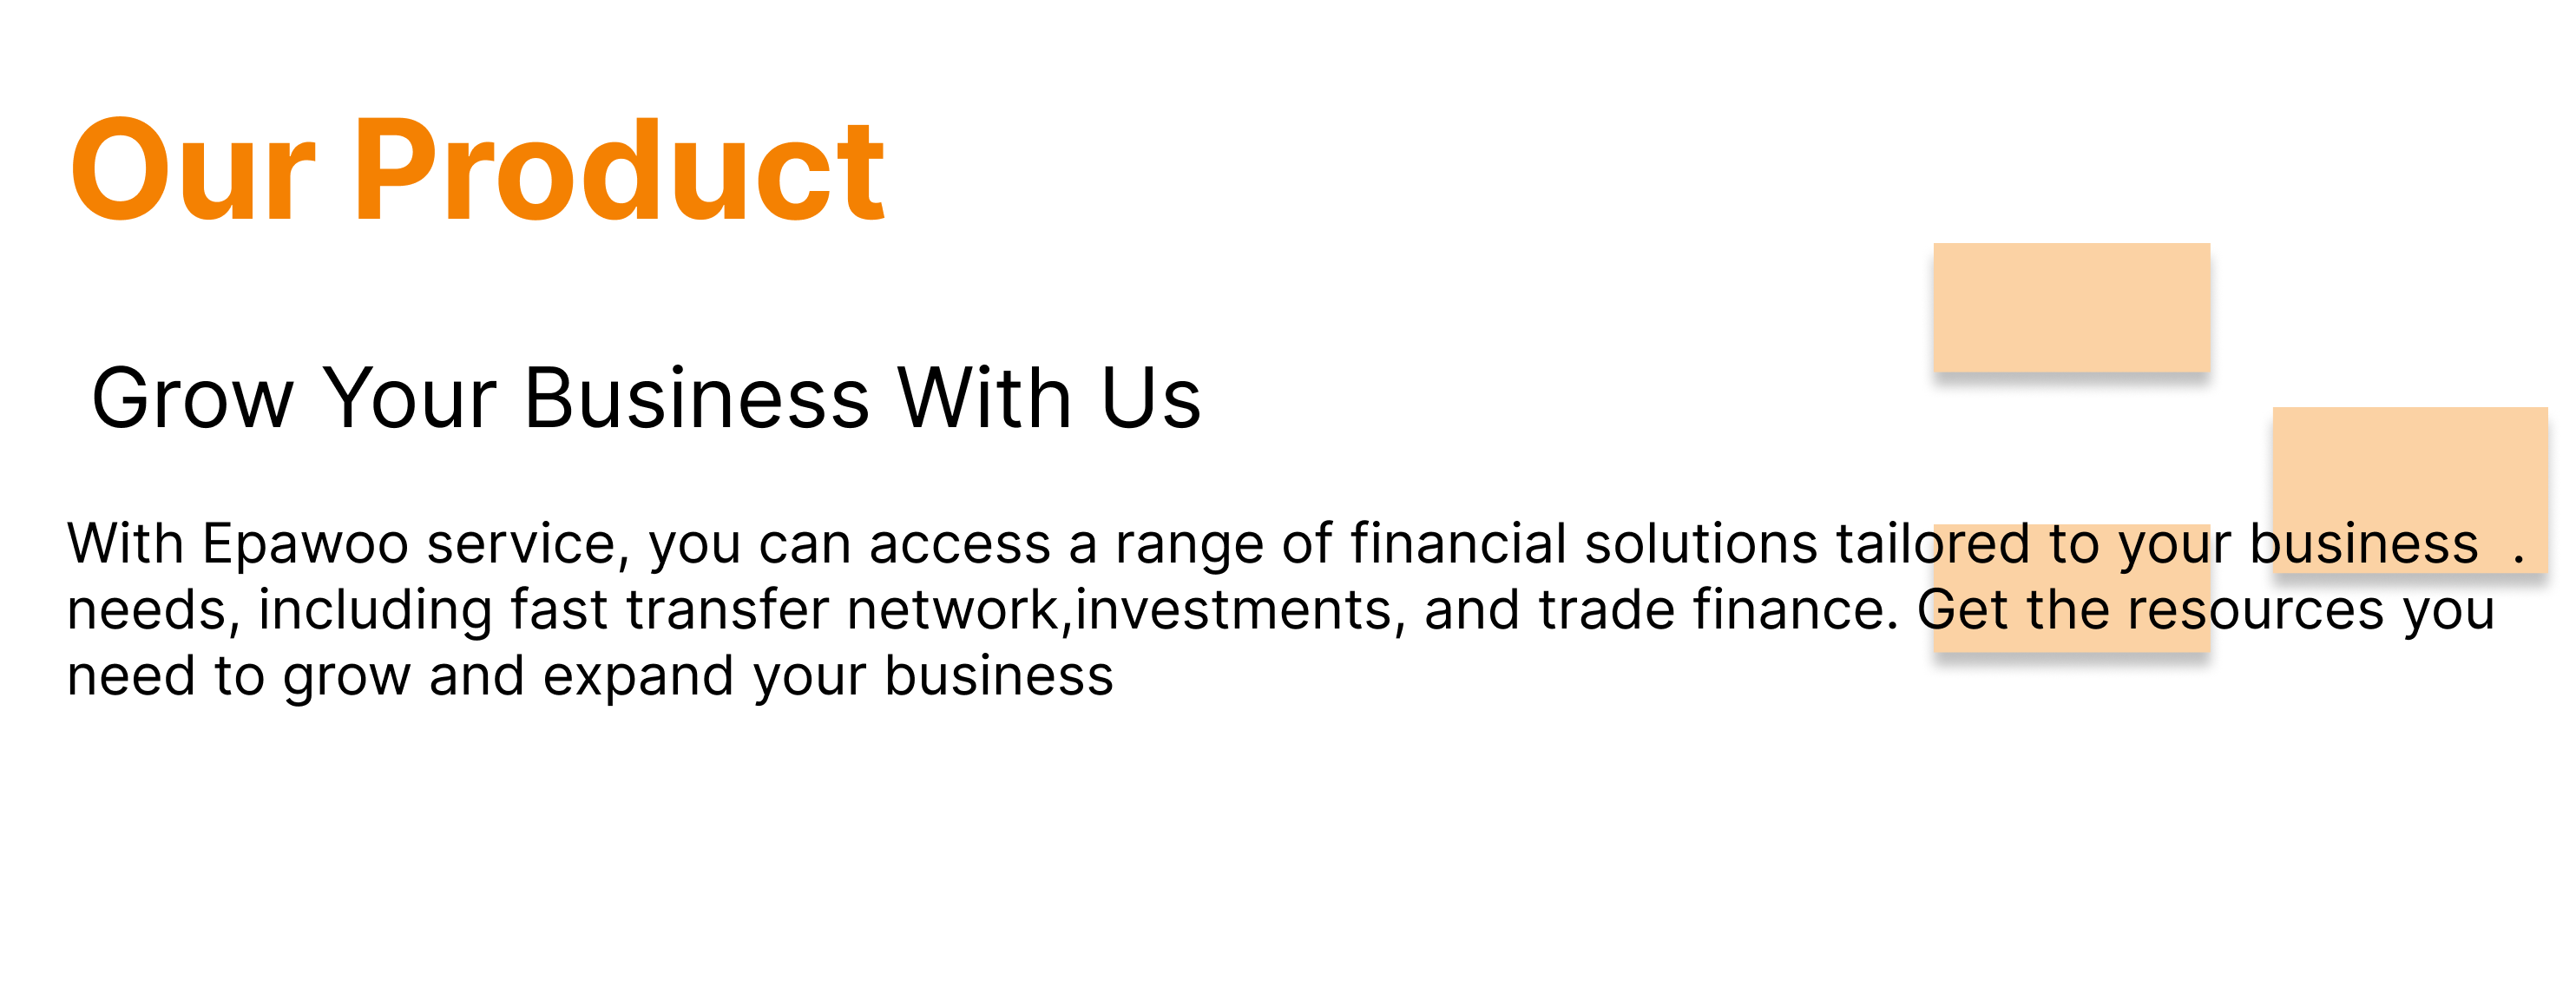 Our Product
Grow Your Business With Us
With Epawoo service, you can access a range of financial solutions tailored to your business  .
needs, including fast transfer network,investments, and trade finance. Get the resources you
need to grow and expand your business